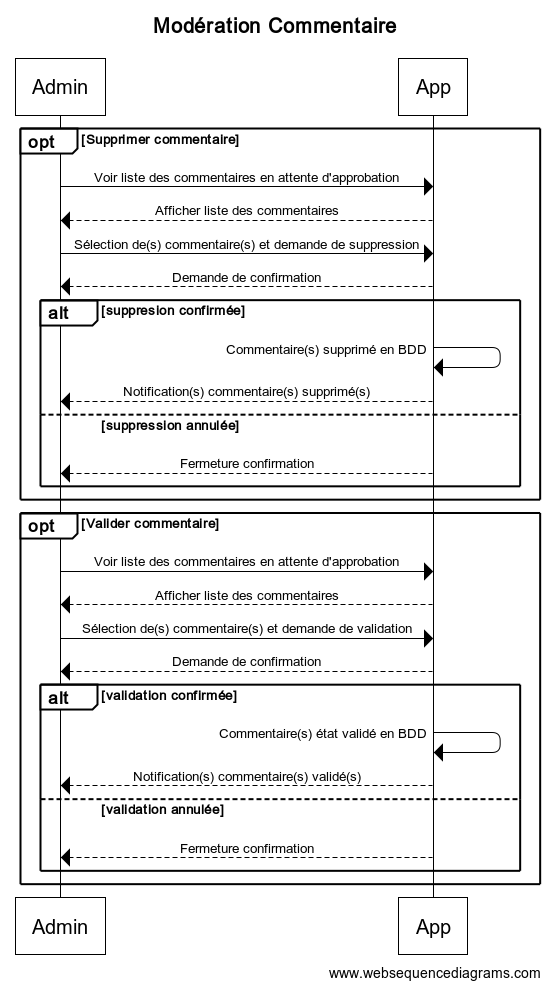 Modération Commentaire
Admin App
opt [Supprimer commentaire]
Voir liste des commentaires en attente d'approbation
Afficher liste des commentaires
Sélection de(s) commentaire(s) et demande de suppression
Demande de confirmation
alt [suppresion confirmée]
Commentaire(s) supprimé en BDD
Notification(s) commentaire(s) supprimé(s)
[suppression annulée]
Fermeture confirmation
opt [Valider commentaire]
Voir liste des commentaires en attente d'approbation
Afficher liste des commentaires
Sélection de(s) commentaire(s) et demande de validation
Demande de confirmation
alt [validation confirmée]
Commentaire(s) état validé en BDD
Notification(s) commentaire(s) validé(s)
[validation annulée]
Fermeture confirmation
Admin App
www.websequencediagrams.com